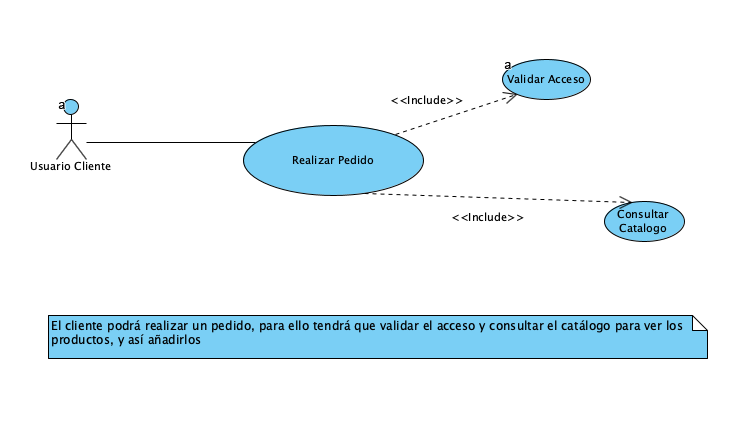 a
Validar Acceso
<<Include>>
a
Usuario Cliente
Realizar Pedido
<<Include>>
Consultar
Catalogo
El cliente podrá realizar un pedido, para ello tendrá que validar el acceso y consultar el catálogo para ver los
productos, y así añadirlos